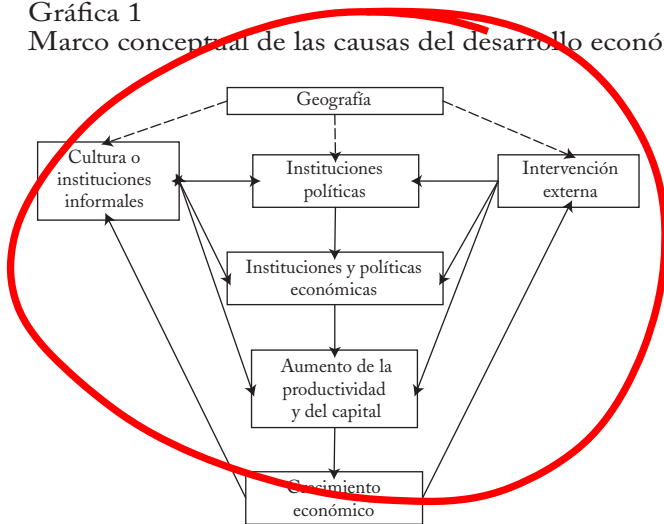 Gráfica 1
Marco conceptual de las causas del desarrollo econó
Geografía
Cultura o
instituciones
informales
Instituciones
políticas
Intervención
externa
Instituciones y políticas
económicas
Aumento de la
productividad
y del capital
Crecimiento
económico